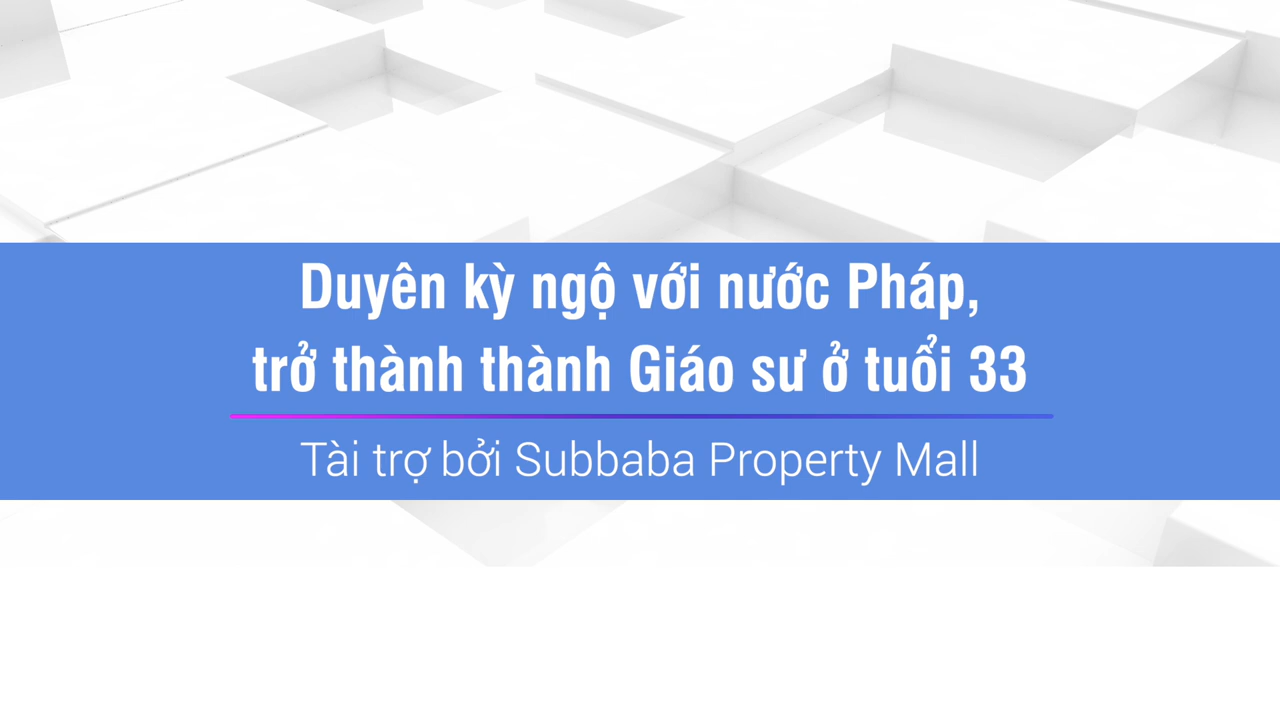 Duyên kỳ ngộ với nước Pháp,
trở thành thành Giáo sư ở tuổi 33
Tài trợ bởi Subbaba Property Mall